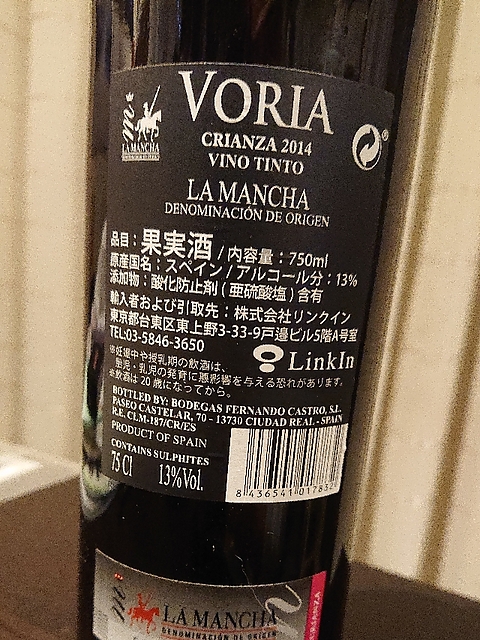 VORIA
CRIANZA 2014
VINO TINTO
m
LA MANCHA
LA MANCHA
DENOMINACIÓN DE ORIGEN
品目：果実酒 / 内容量：750ml
原産国名：スペイン / アルコール分：13%
添加物：酸化防止剤 (亜硫酸塩) 含有
輸入者および引取先：株式会社リンクイン
東京都台東区東上野3-33-9戸邉ビル5階A号室
TEL:03-5846-3650
LinkIn
※妊娠中や授乳期の飲酒は、
胎児・乳児の発育に悪影響を与える恐れがあります。
※飲酒は20歳になってから。
BOTTLED BY: BODEGAS FERNANDO CASTRO, S.L.
PASEO CASTELAR, 70 - 13730 CIUDAD REAL - SPAIN
R.E. CLM-187/CR/ES
PRODUCT OF SPAIN
CONTAINS SULPHITES
75 Cl 13%Vol.
8 436541 01783
m
LA MANCHA
DENOMINACIÓN DE ORIGEN